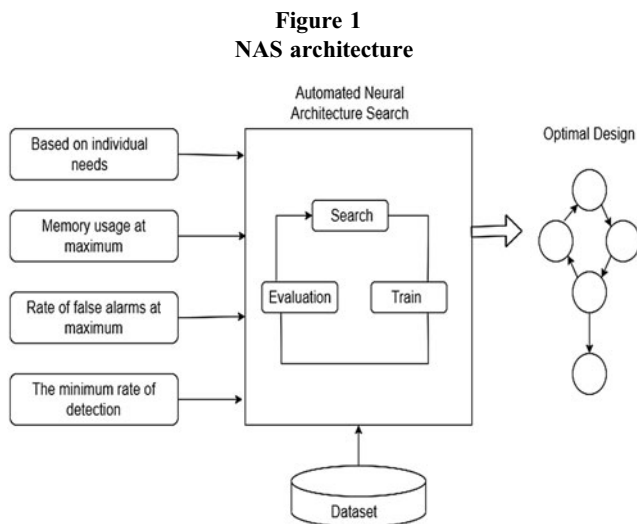 Figure 1
NAS architecture
Automated Neural
Architecture Search
Optimal Design
Based on individual
needs
Memory usage at
maximum
Rate of false alarms at
maximum
The minimum rate of
detection
Search
Evaluation
Train
Dataset